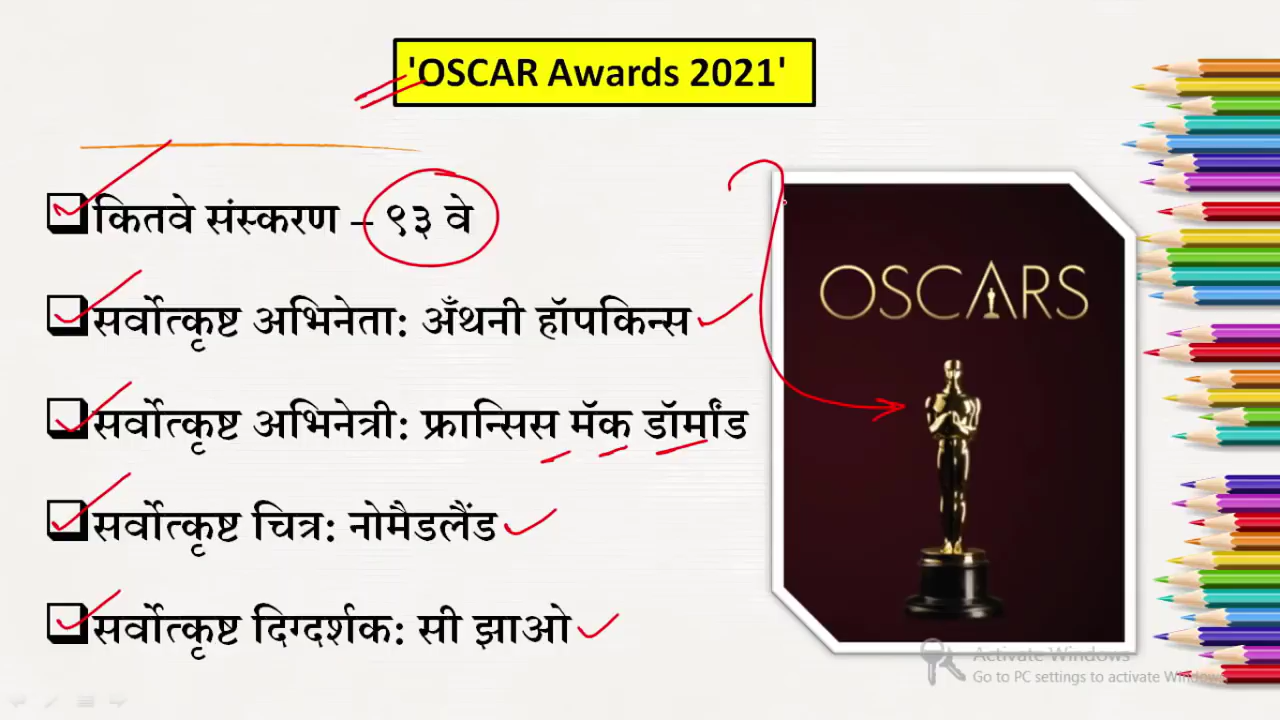 'OSCAR Awards 2021'
कितवे संस्करण – ९३ वे
सर्वोत्कृष्ट अभिनेता: अँथनी हॉपकिन्स
सर्वोत्कृष्ट अभिनेत्री: फ्रान्सिस मॅक डॉर्मांड
सर्वोत्कृष्ट चित्र: नोमैडलैंड
सर्वोत्कृष्ट दिग्दर्शक: सी झाओ
OSCARS
Activate Windows
Go to PC settings to activate Windows.